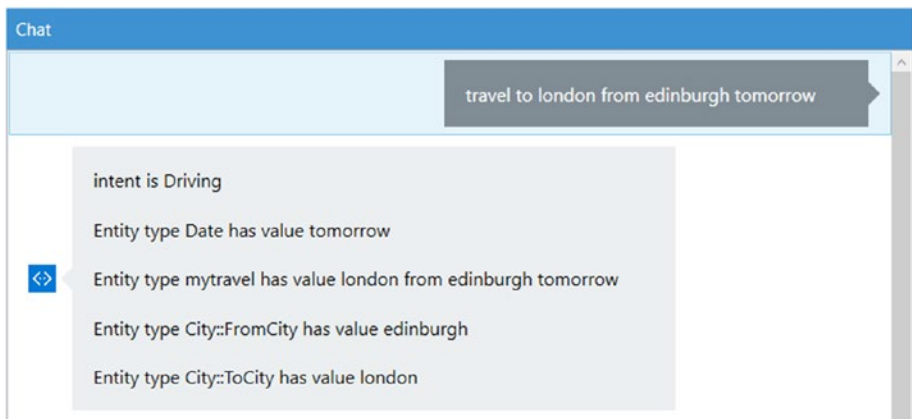 Chat
travel to london from edinburgh tomorrow
intent is Driving
Entity type Date has value tomorrow
Entity type mytravel has value london from edinburgh tomorrow
Entity type City::FromCity has value edinburgh
Entity type City::ToCity has value london